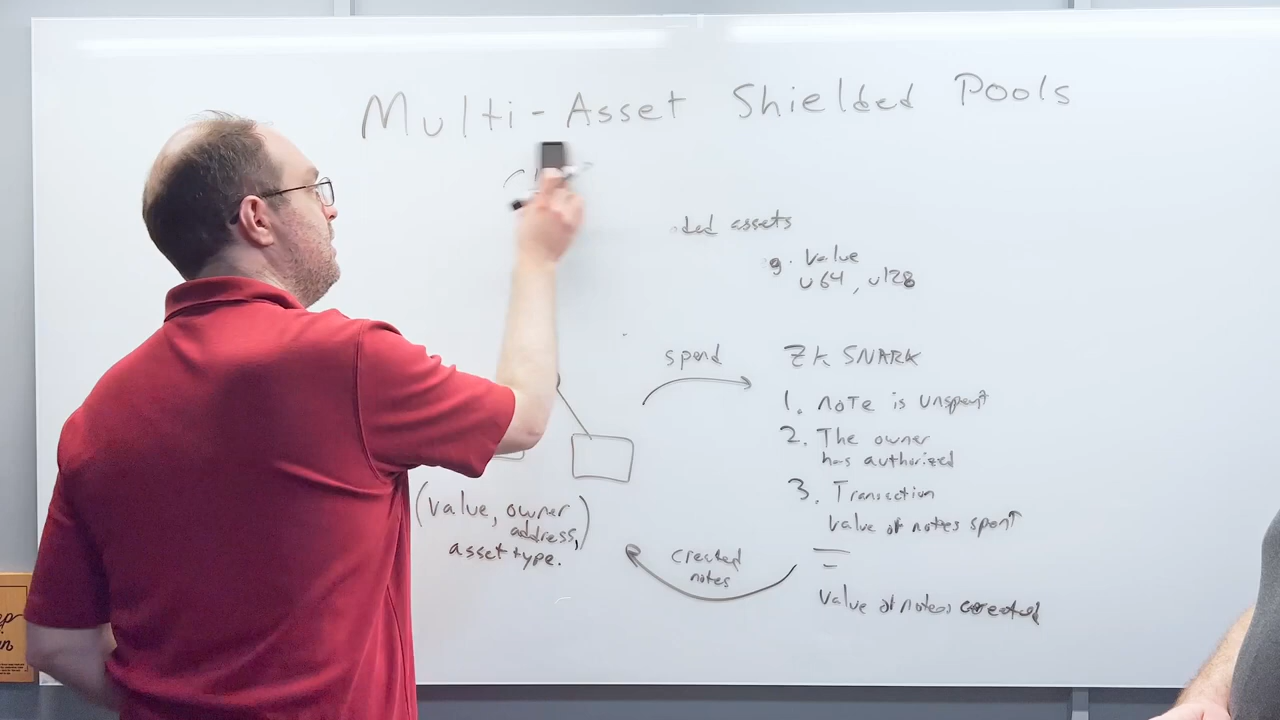 Multi-Asset Shielded Pools
ded assets
g. Value
u64, u128
spend
ZK SNARK
1. note is unspent
2. The owner
has authorized
3. Transaction
value of notes spent
=
value of notes created
(value, owner
address,)
asset type.
created
notes